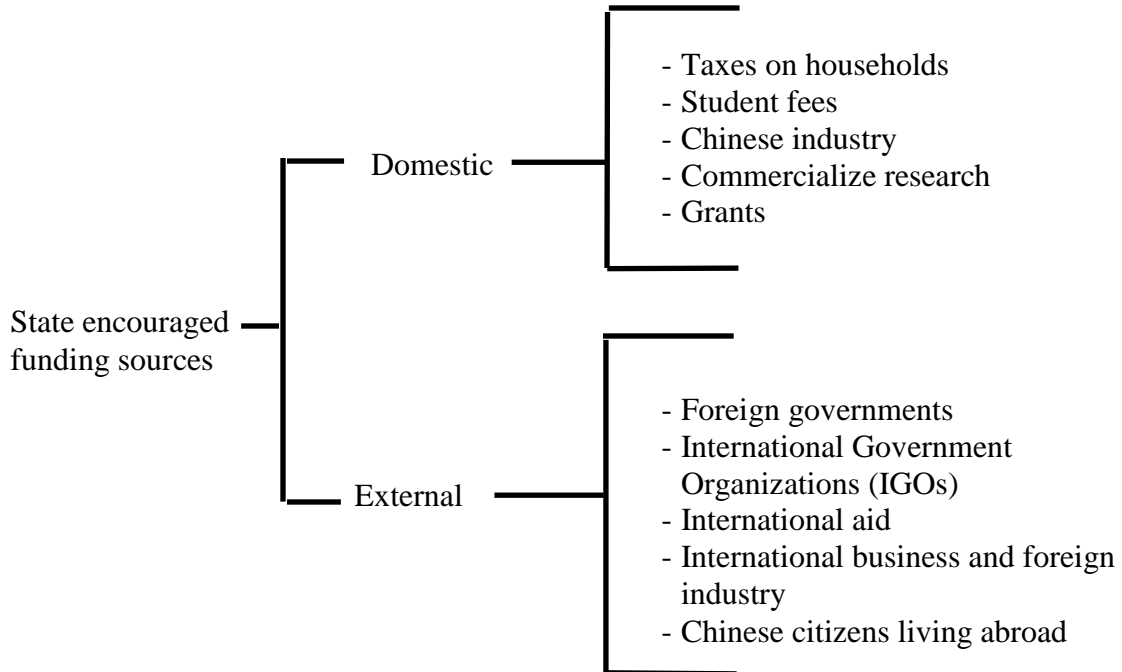 - Taxes on households
- Student fees
- Chinese industry
- Commercialize research
- Grants
Domestic
State encouraged
funding sources
- Foreign governments
- International Government
Organizations (IGOs)
- International aid
- International business and foreign
industry
- Chinese citizens living abroad
External